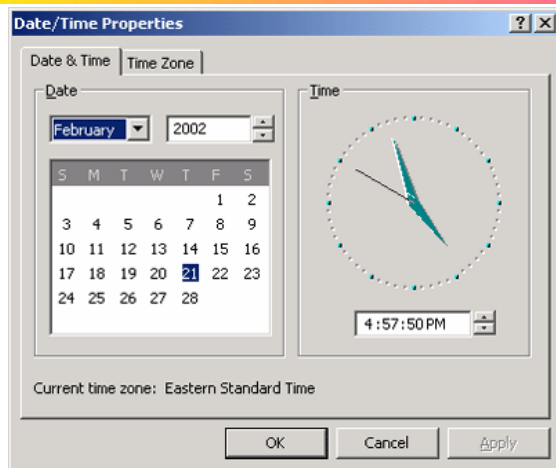 Date/Time Properties
Date & Time Time Zone
Date
February 2002
S M T W T F S
1 2
3 4 5 6 7 8 9
10 11 12 13 14 15 16
17 18 19 20 21 22 23
24 25 26 27 28
Time
4:57:50 PM
Current time zone: Eastern Standard Time
OK Cancel Apply